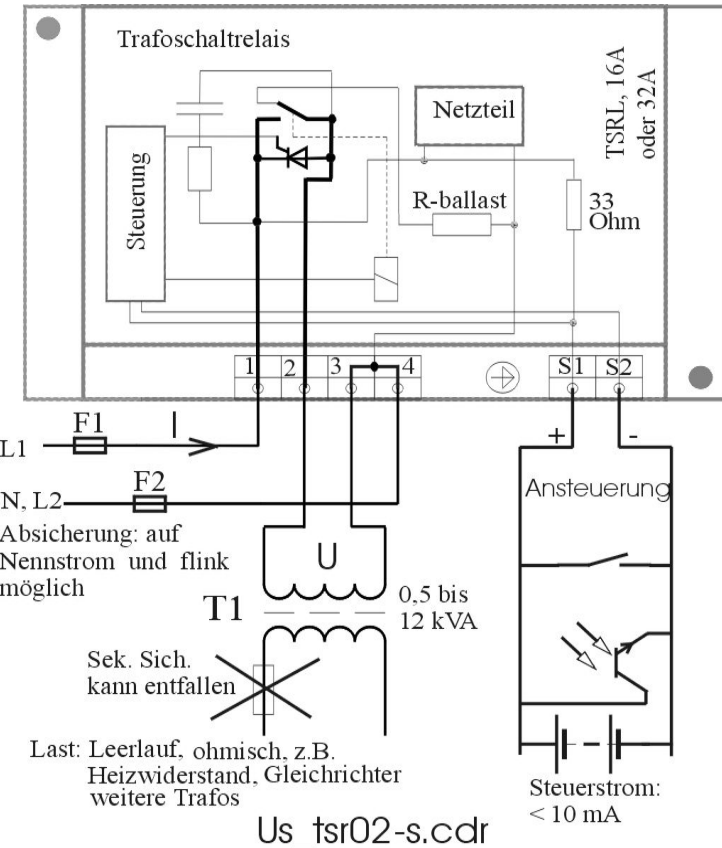 Trafoschaltrelais
TSRL, 16A
oder 32A
Netzteil
Steuerung
R-ballast
33
Ohm
1 2 3 4
S1 S2
F1
I
L1
+ -
F2
N, L2
Ansteuerung
Absicherung: auf
Nennstrom und flink
möglich
U
T1
0,5 bis
12 kVA
Sek. Sich.
kann entfallen
Last: Leerlauf, ohmisch, z.B.
Heizwiderstand, Gleichrichter
weitere Trafos
Steuerstrom:
< 10 mA
Us tsr02-s.cdr